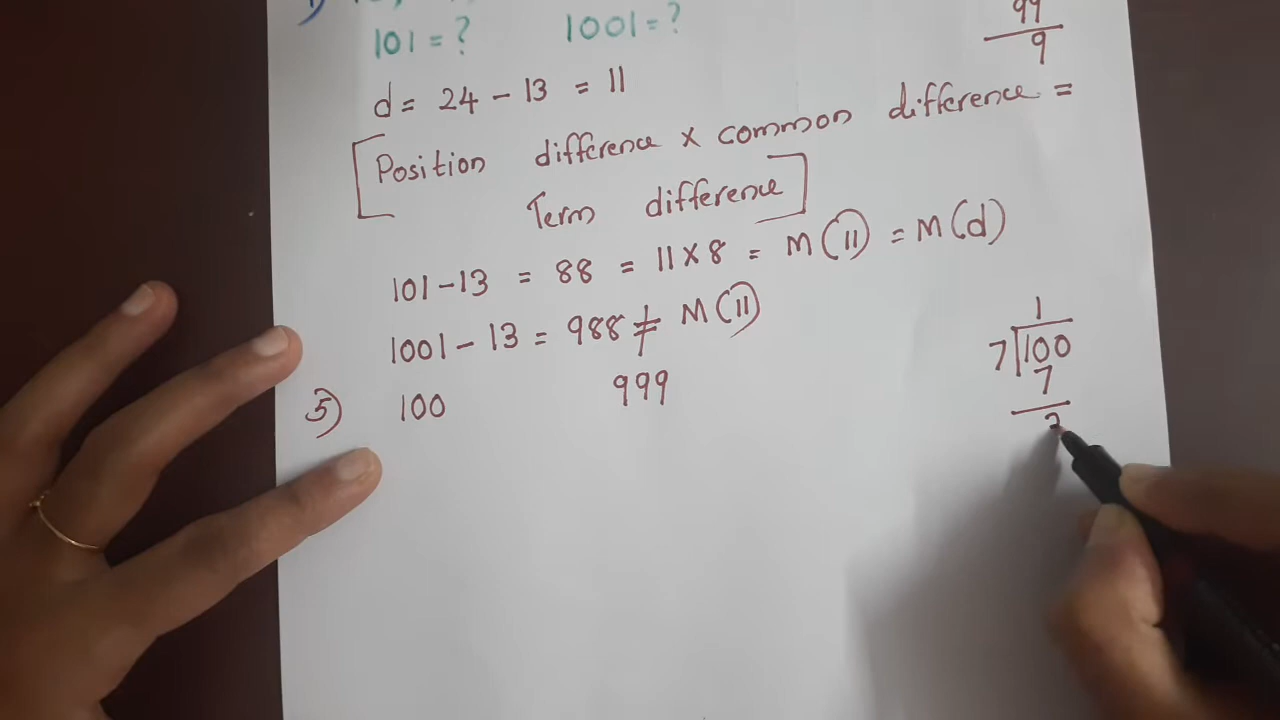 101 = ? 1001 = ?
99
9
d = 24 - 13 = 11
[Position difference × common difference =
Term difference]
101 - 13 = 88 = 11 × 8 = M(11) = M(d)
1001 - 13 = 988 ≠ M(11)
5) 100 999
1
7 100
7
3